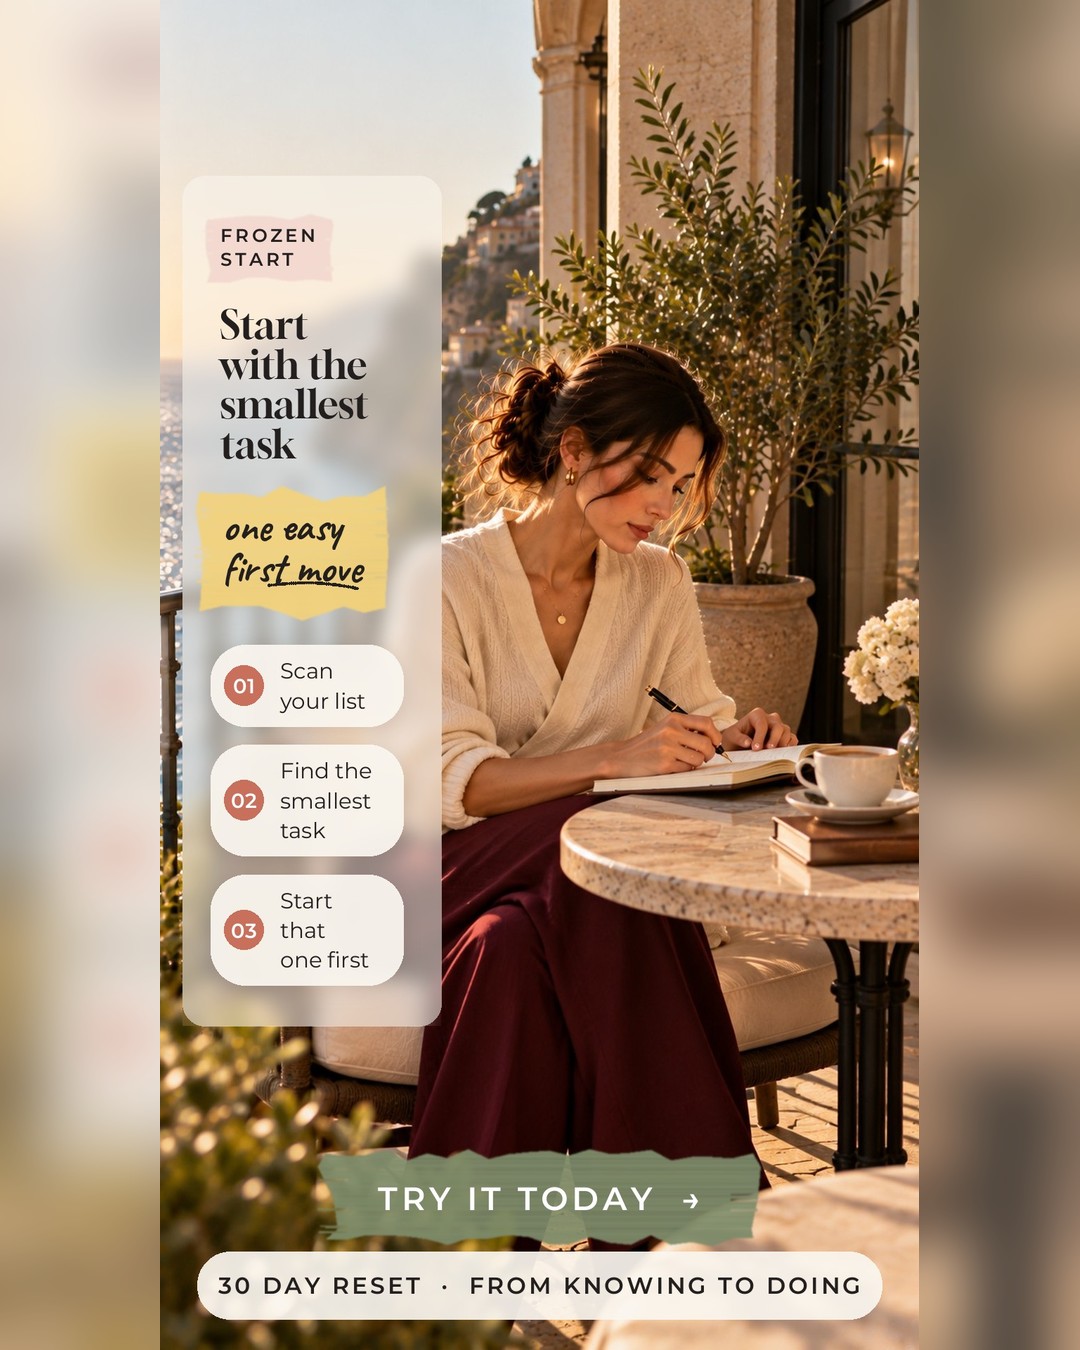 FROZEN
START
Start
with the
smallest
task
one easy
first move
01 Scan
your list
02 Find the
smallest
task
03 Start
that
one first
TRY IT TODAY →
30 DAY RESET · FROM KNOWING TO DOING